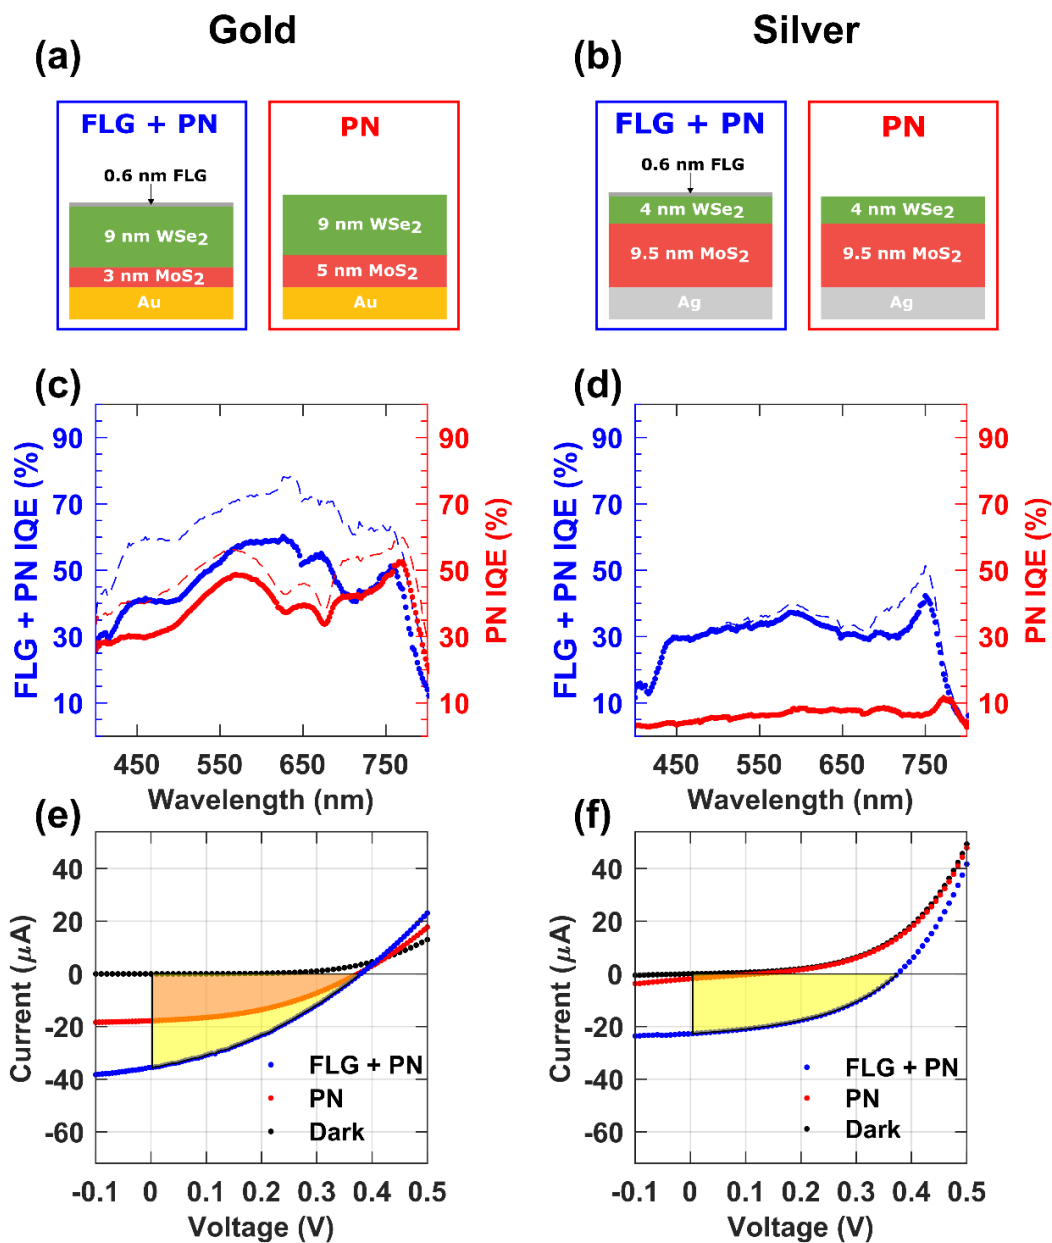 Gold
Silver
(a)
(b)
FLG + PN
PN
FLG + PN
PN
0.6 nm FLG
9 nm WSe2
3 nm MoS2
Au
9 nm WSe2
5 nm MoS2
Au
0.6 nm FLG
4 nm WSe2
9.5 nm MoS2
Ag
4 nm WSe2
9.5 nm MoS2
Ag
(c)
FLG + PN IQE (%)
90
70
50
30
10
90
70
50
30
10
PN IQE (%)
450 550 650 750
Wavelength (nm)
(d)
FLG + PN IQE (%)
90
70
50
30
10
90
70
50
30
10
PN IQE (%)
450 550 650 750
Wavelength (nm)
(e)
Current (μA)
40
20
0
-20
-40
-60
FLG + PN
PN
Dark
-0.1 0 0.1 0.2 0.3 0.4 0.5
Voltage (V)
(f)
Current (μA)
40
20
0
-20
-40
-60
FLG + PN
PN
Dark
-0.1 0 0.1 0.2 0.3 0.4 0.5
Voltage (V)